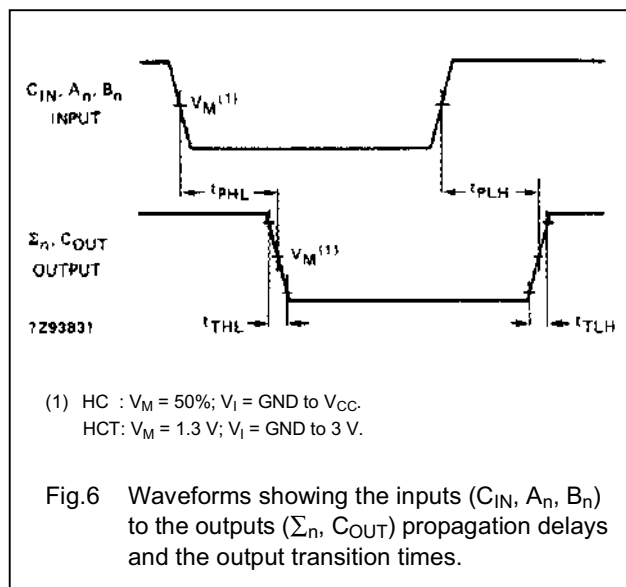 C_IN, A_n, B_n
INPUT
V_M(1)
t_PHL
t_PLH
Σ_n, C_OUT
OUTPUT
V_M(1)
7Z93831
t_THL
t_TLH
(1) HC : V_M = 50%; V_I = GND to V_CC.
HCT: V_M = 1.3 V; V_I = GND to 3 V.
Fig.6 Waveforms showing the inputs (C_IN, A_n, B_n)
to the outputs (Σ_n, C_OUT) propagation delays
and the output transition times.